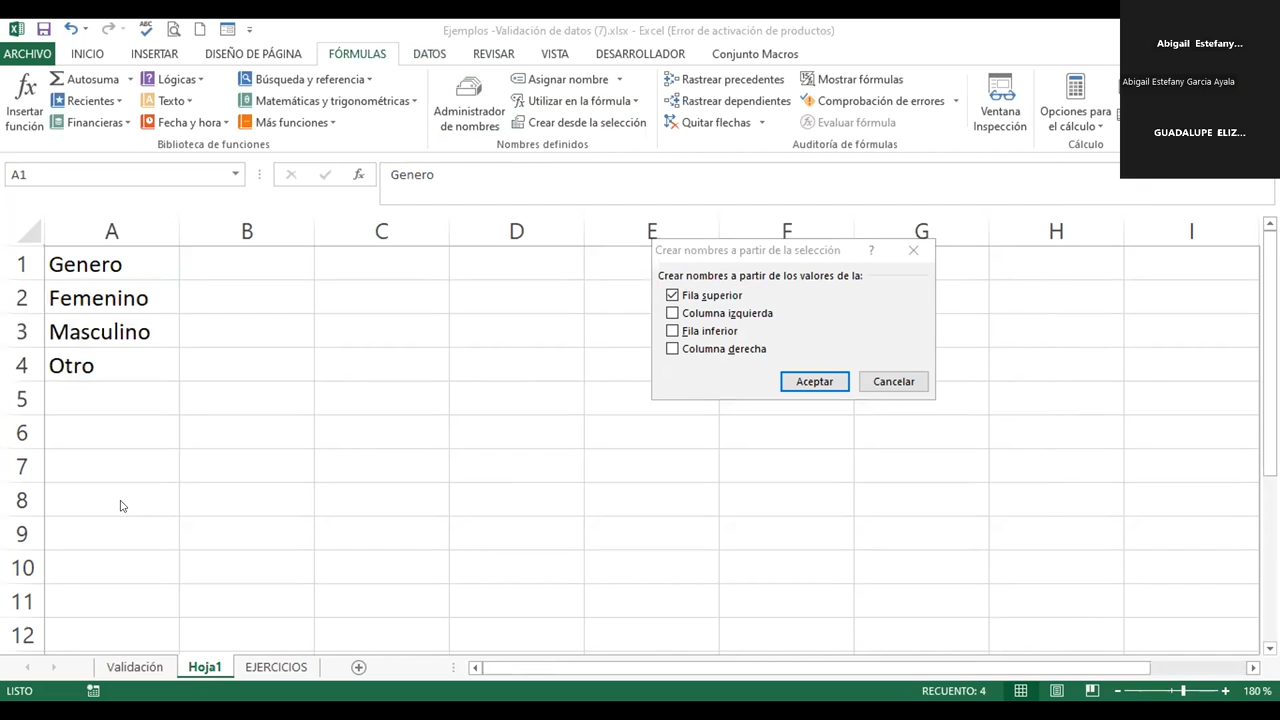 Ejemplos -Validación de datos (7).xlsx - Excel (Error de activación de productos)
ARCHIVO INICIO INSERTAR DISEÑO DE PÁGINA FÓRMULAS DATOS REVISAR VISTA DESARROLLADOR Conjunto Macros
Abigail Estefany...
Abigail Estefany Garcia Ayala
GUADALUPE ELIZ...
fx Insertar función
Autosuma
Recientes
Financieras
Lógicas
Texto
Fecha y hora
Búsqueda y referencia
Matemáticas y trigonométricas
Más funciones
Biblioteca de funciones
Administrador de nombres
Asignar nombre
Utilizar en la fórmula
Crear desde la selección
Nombres definidos
Rastrear precedentes
Rastrear dependientes
Quitar flechas
Mostrar fórmulas
Comprobación de errores
Evaluar fórmula
Auditoría de fórmulas
Ventana Inspección
Opciones para el cálculo
Cálculo
A1 fx Genero
A B C D E F G H I
1 Genero
2 Femenino
3 Masculino
4 Otro
5
6
7
8
9
10
11
12
Crear nombres a partir de la selección ?
Crear nombres a partir de los valores de la:
Fila superior
Columna izquierda
Fila inferior
Columna derecha
Aceptar Cancelar
Validación Hoja1 EJERCICIOS
LISTO RECUENTO: 4 180 %